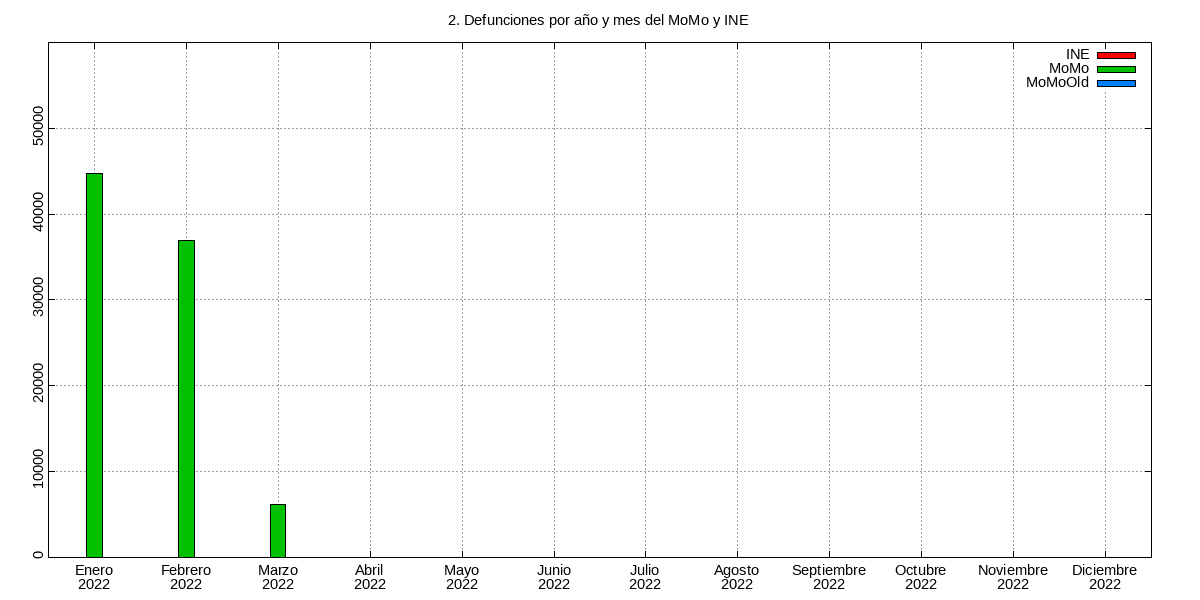 2. Defunciones por año y mes del MoMo y INE
INE
MoMo
MoMoOld
50000
40000
30000
20000
10000
0
Enero Febrero Marzo Abril Mayo Junio Julio Agosto Septiembre Octubre Noviembre Diciembre
2022 2022 2022 2022 2022 2022 2022 2022 2022 2022 2022 2022